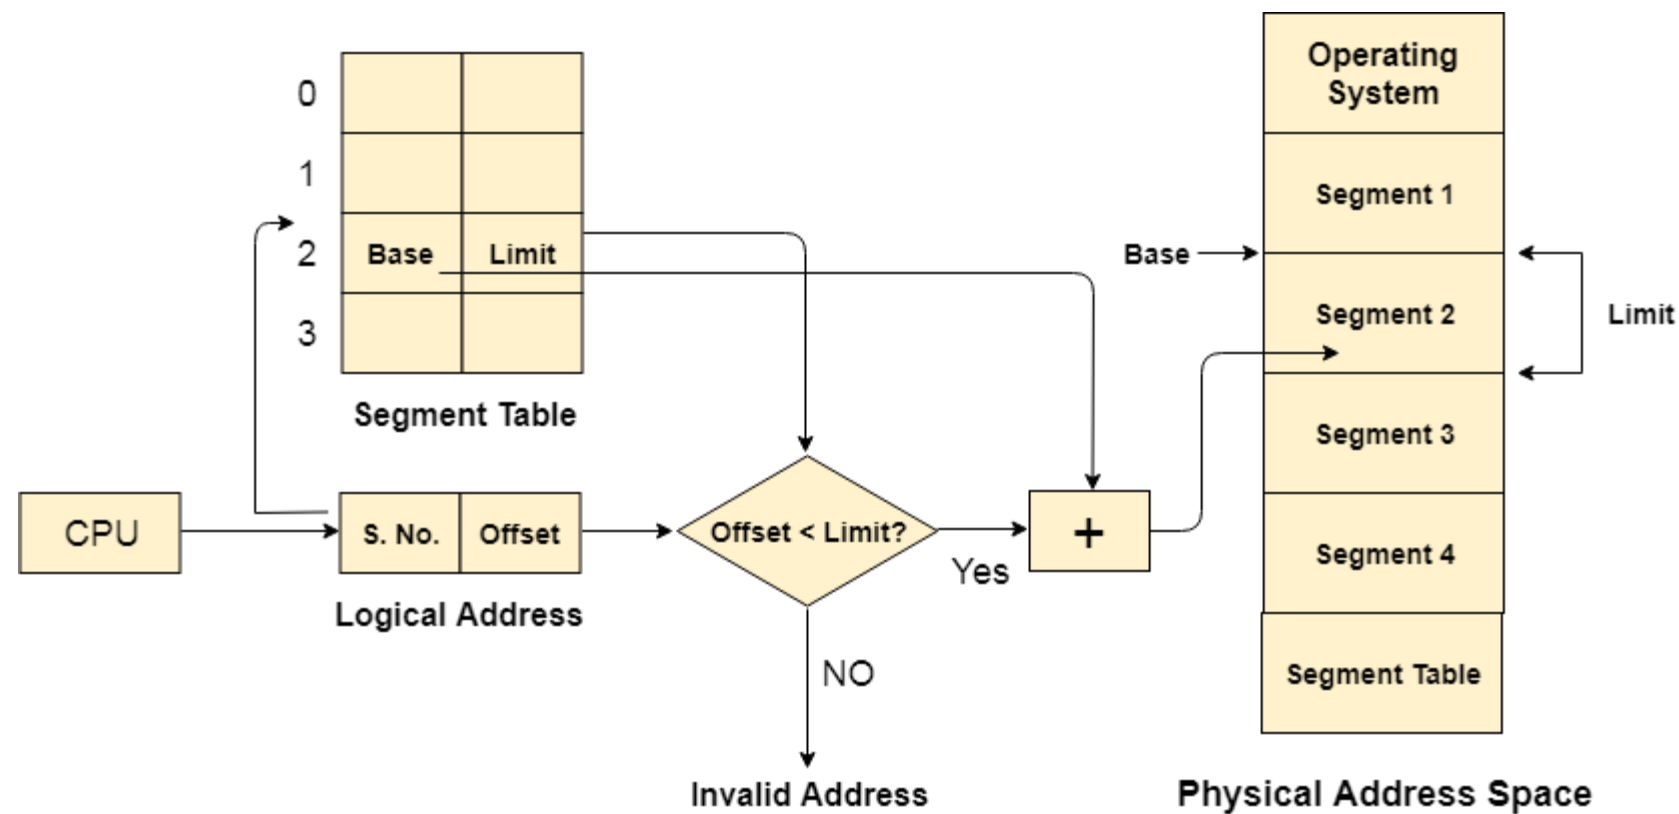 Operating
System
0
1
Segment 1
2
Base
Limit
Base
Segment 2
Limit
3
Segment Table
Segment 3
CPU
S. No.
Offset
Offset < Limit?
+
Yes
Segment 4
Logical Address
NO
Segment Table
Invalid Address
Physical Address Space